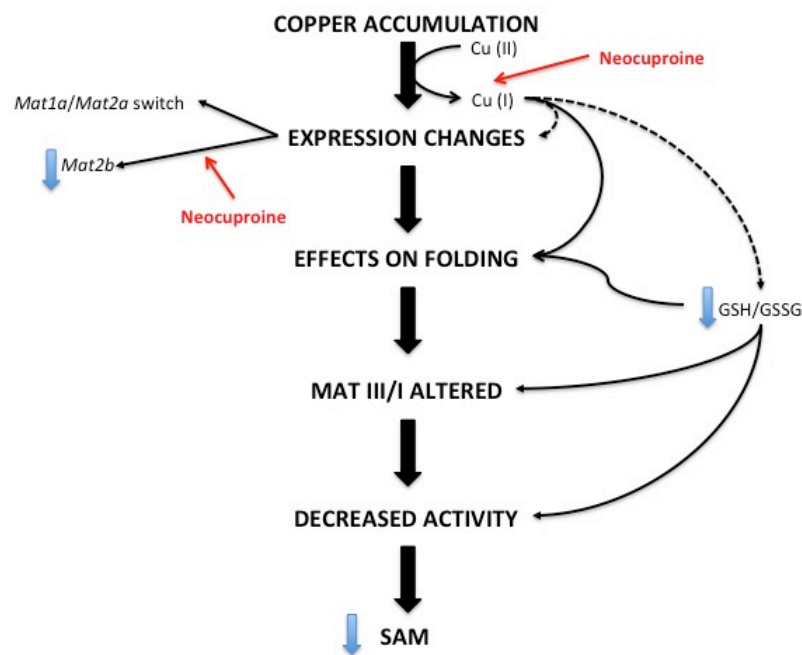 COPPER ACCUMULATION
Cu (II)
Neocuproine
Cu (I)
Mat1a/Mat2a switch
EXPRESSION CHANGES
Mat2b
Neocuproine
EFFECTS ON FOLDING
GSH/GSSG
MAT III/I ALTERED
DECREASED ACTIVITY
SAM